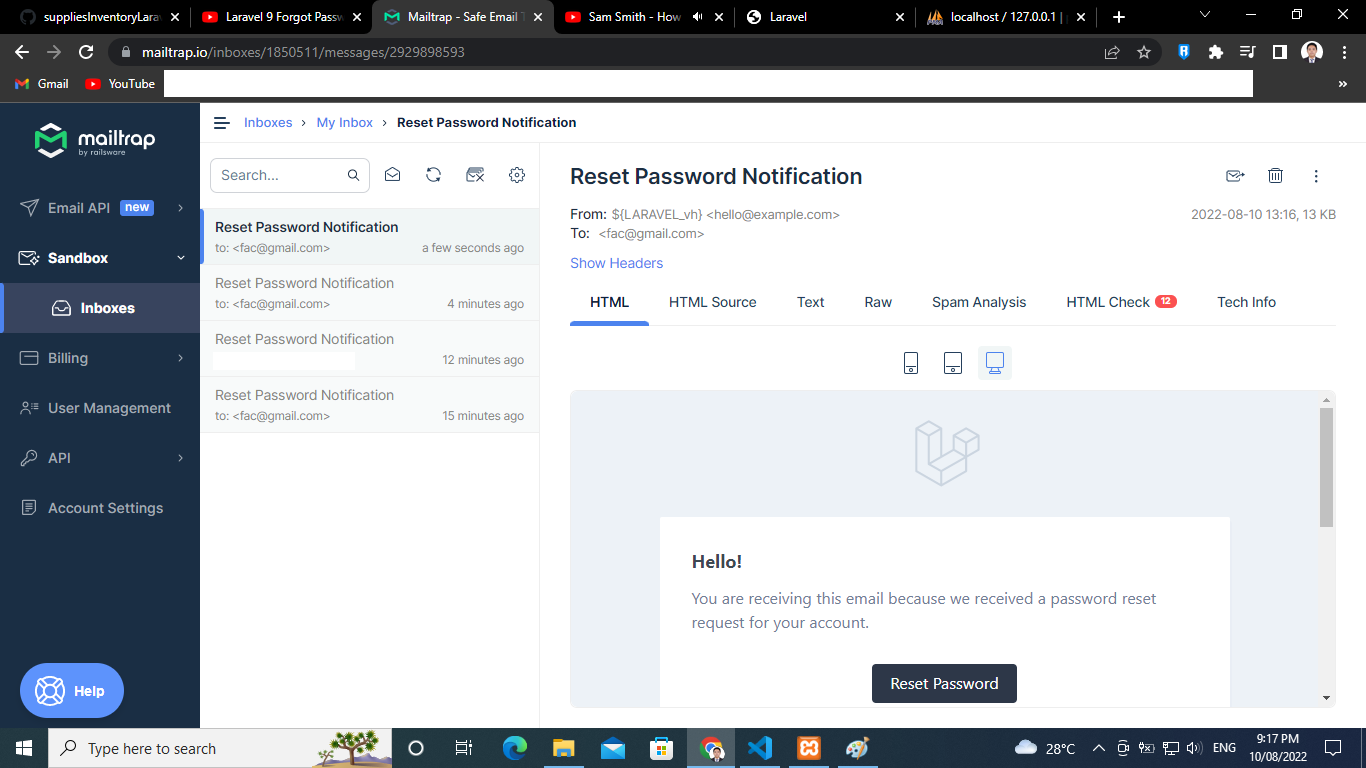 suppliesInventoryLarav
Laravel 9 Forgot Passw
Mailtrap - Safe Email T
Sam Smith - How
Laravel
localhost / 127.0.0.1 | p
mailtrap.io/inboxes/1850511/messages/2929898593
Gmail
YouTube
»
mailtrap
by railsware
Email API new
Sandbox
Inboxes
Billing
User Management
API
Account Settings
Help
Inboxes › My Inbox › Reset Password Notification
Search...
Reset Password Notification
to: <fac@gmail.com> a few seconds ago
Reset Password Notification
to: <fac@gmail.com> 4 minutes ago
Reset Password Notification
12 minutes ago
Reset Password Notification
to: <fac@gmail.com> 15 minutes ago
Reset Password Notification
From: ${LARAVEL_vh} <hello@example.com> 2022-08-10 13:16, 13 KB
To: <fac@gmail.com>
Show Headers
HTML HTML Source Text Raw Spam Analysis HTML Check 12 Tech Info
Hello!
You are receiving this email because we received a password reset
request for your account.
Reset Password
Type here to search
28°C
ENG
9:17 PM
10/08/2022